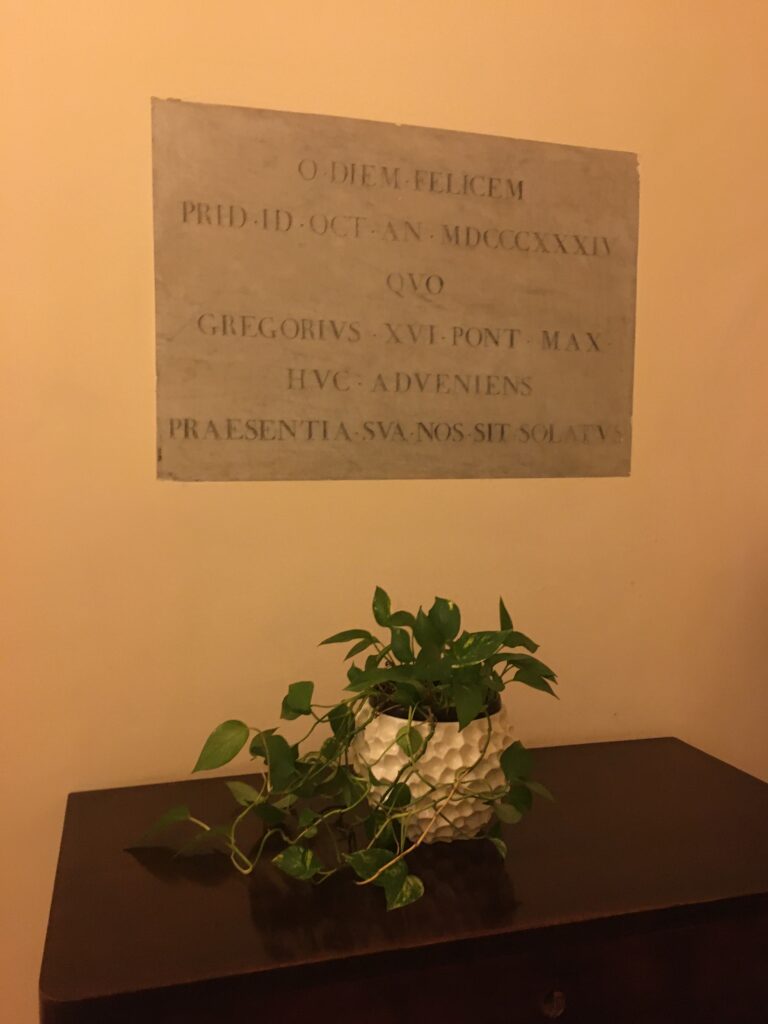 O·DIEM·FELICEM
PRID·ID·OCT·AN·MDCCCXXXIV
QVO
GREGORIVS·XVI·PONT·MAX·
HVC·ADVENIENS
PRAESENTIA·SVA·NOS·SIT·SOLATVS